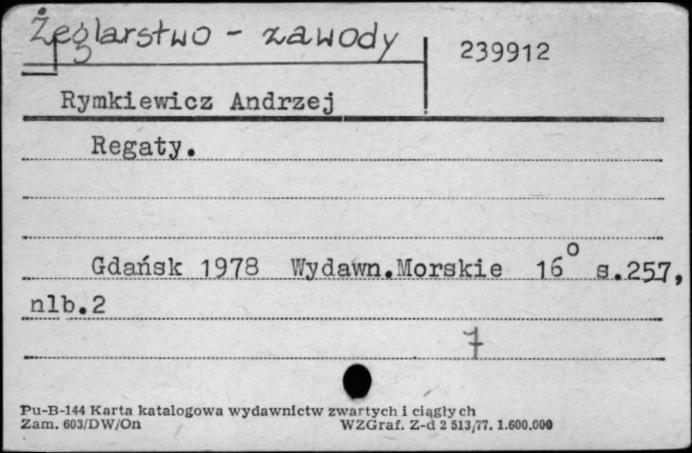 Żeglarstwo - zawody
239912
Rymkiewicz Andrzej
Regaty.
Gdańsk 1978 Wydawn.Morskie 16° s.257,
nlb.2
7
Pu-B-144 Karta katalogowa wydawnictw zwartych i ciągłych
Zam. 603/DW/On WZGraf. Z-d 2 513/77. 1.600.000